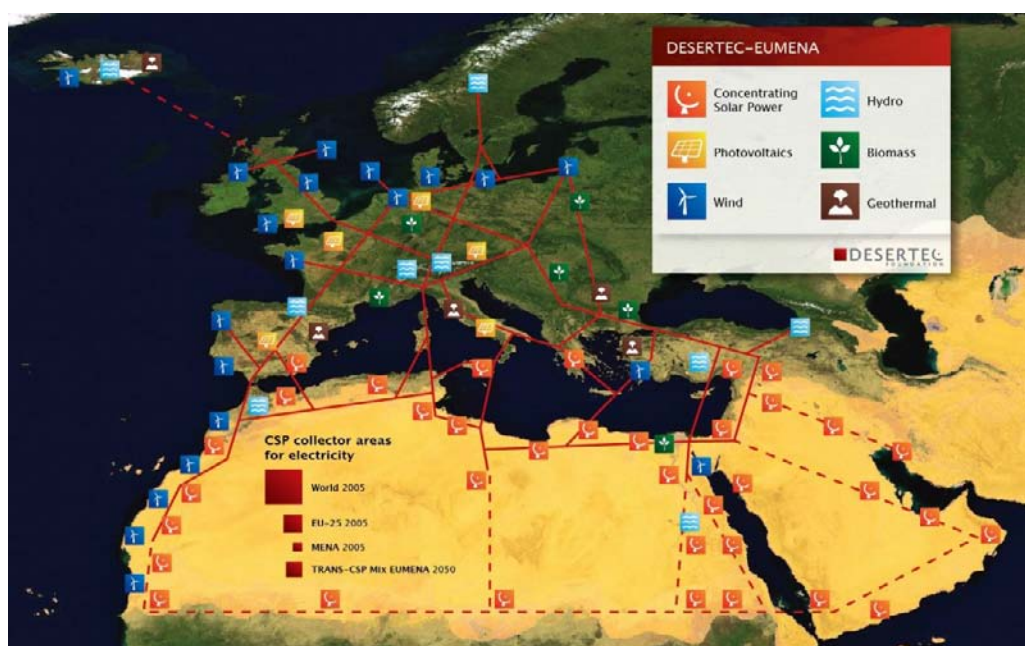 DESERTEC-EUMENA
Concentrating
Solar Power
Hydro
Photovoltaics
Biomass
Wind
Geothermal
DESERTEC
FOUNDATION
CSP collector areas
for electricity
World 2005
EU-25 2005
MENA 2005
TRANS-CSP Mix EUMENA 2050